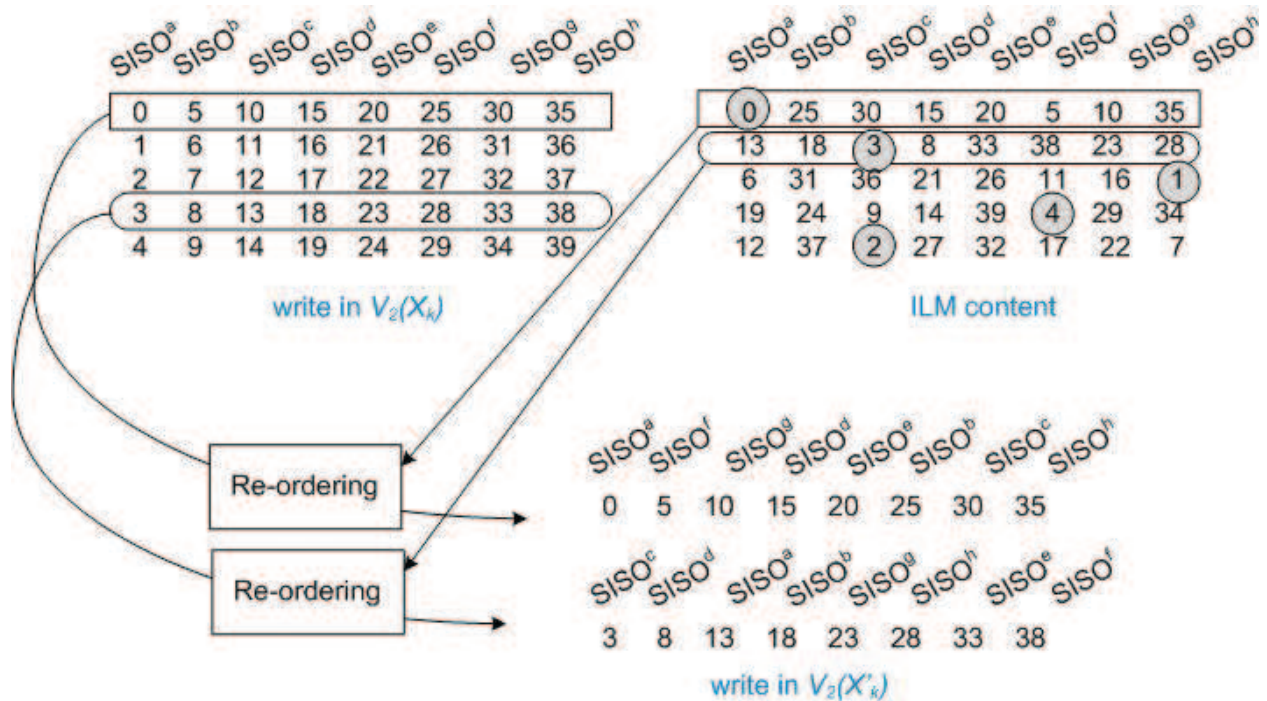 SISO^a SISO^b SISO^c SISO^d SISO^e SISO^f SISO^g SISO^h
0 5 10 15 20 25 30 35
1 6 11 16 21 26 31 36
2 7 12 17 22 27 32 37
3 8 13 18 23 28 33 38
4 9 14 19 24 29 34 39
write in V₂(Xₖ)
SISO^a SISO^b SISO^c SISO^d SISO^e SISO^f SISO^g SISO^h
0 25 30 15 20 5 10 35
13 18 3 8 33 38 23 28
6 31 36 21 26 11 16 1
19 24 9 14 39 4 29 34
12 37 2 27 32 17 22 7
ILM content
Re-ordering
Re-ordering
SISO^a SISO^f SISO^g SISO^d SISO^e SISO^b SISO^c SISO^h
0 5 10 15 20 25 30 35
SISO^c SISO^d SISO^a SISO^b SISO^g SISO^h SISO^e SISO^f
3 8 13 18 23 28 33 38
write in V₂(X'ₖ)